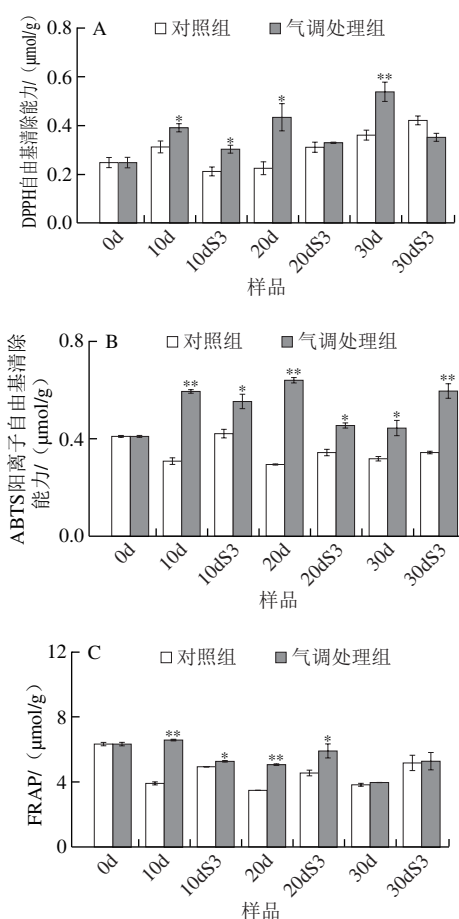 A
□对照组 ■气调处理组
DPPH自由基清除能力/（μmol/g）
0.8
0.6
0.4
0.2
0.0
* * * **
0d 10d 10dS3 20d 20dS3 30d 30dS3
样品
B
□对照组 ■气调处理组
ABTS阳离子自由基清除
能力/（μmol/g）
0.8
0.4
0.0
** * ** * * **
0d 10d 10dS3 20d 20dS3 30d 30dS3
样品
C
□对照组 ■气调处理组
FRAP/（μmol/g）
12
8
4
0
** * ** *
0d 10d 10dS3 20d 20dS3 30d 30dS3
样品